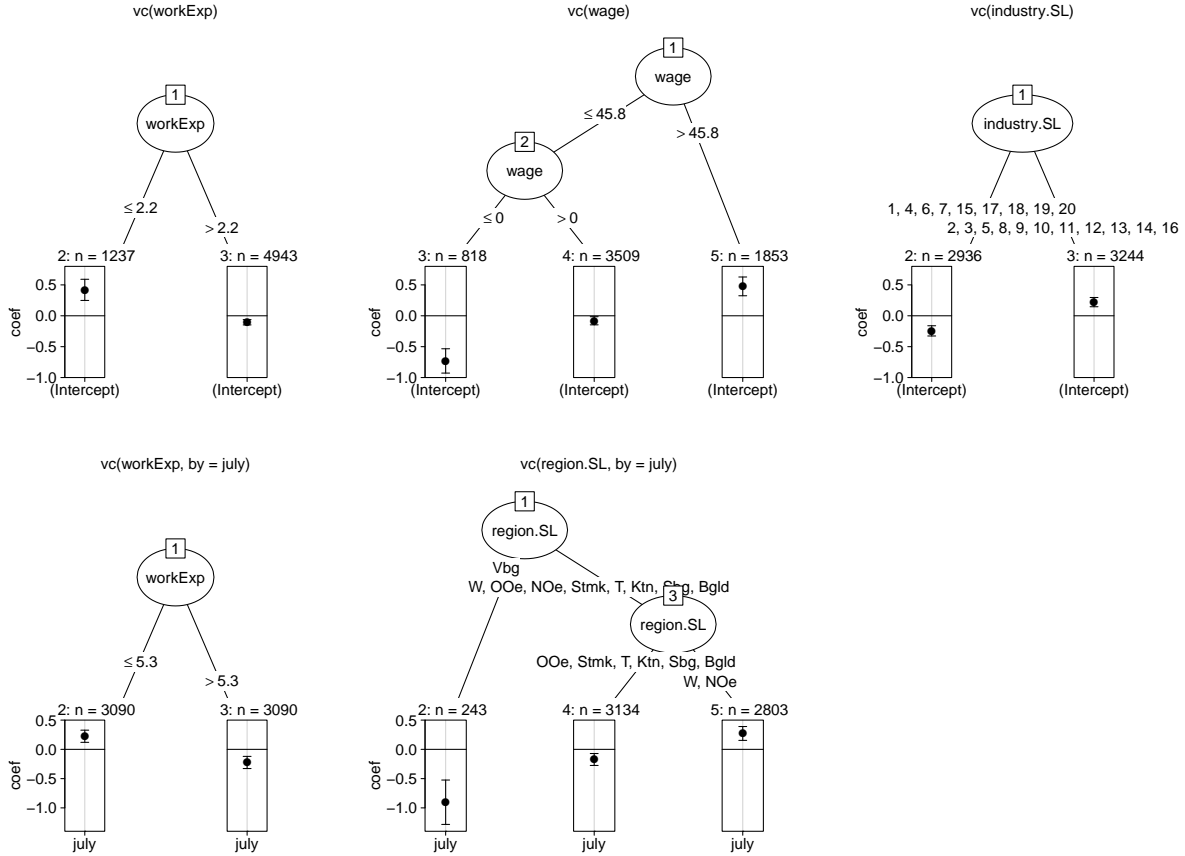 vc(workExp)
1
workExp
≤ 2.2
> 2.2
2: n = 1237
3: n = 4943
coef
0.5
0.0
−0.5
−1.0
(Intercept)
(Intercept)
vc(wage)
1
wage
≤ 45.8
> 45.8
2
wage
≤ 0
> 0
3: n = 818
4: n = 3509
5: n = 1853
coef
0.5
0.0
−0.5
−1.0
(Intercept)
(Intercept)
(Intercept)
vc(industry.SL)
1
industry.SL
1, 4, 6, 7, 15, 17, 18, 19, 20
2, 3, 5, 8, 9, 10, 11, 12, 13, 14, 16
2: n = 2936
3: n = 3244
coef
0.5
0.0
−0.5
−1.0
(Intercept)
(Intercept)
vc(workExp, by = july)
1
workExp
≤ 5.3
> 5.3
2: n = 3090
3: n = 3090
coef
0.5
0.0
−0.5
−1.0
july
july
vc(region.SL, by = july)
1
region.SL
Vbg
W, OOe, NOe, Stmk, T, Ktn, Sbg, Bgld
3
region.SL
OOe, Stmk, T, Ktn, Sbg, Bgld
W, NOe
2: n = 243
4: n = 3134
5: n = 2803
coef
0.5
0.0
−0.5
−1.0
july
july
july